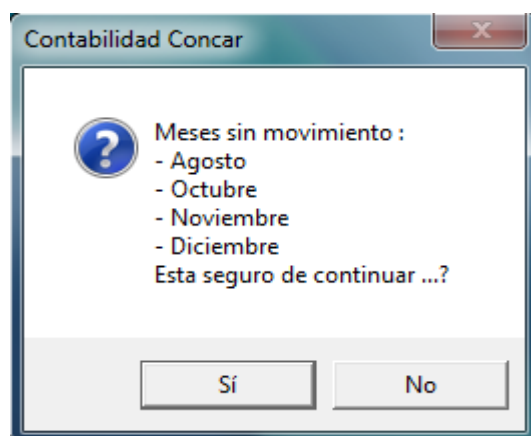 Contabilidad Concar
Meses sin movimiento :
- Agosto
- Octubre
- Noviembre
- Diciembre
Esta seguro de continuar ...?
Sí
No